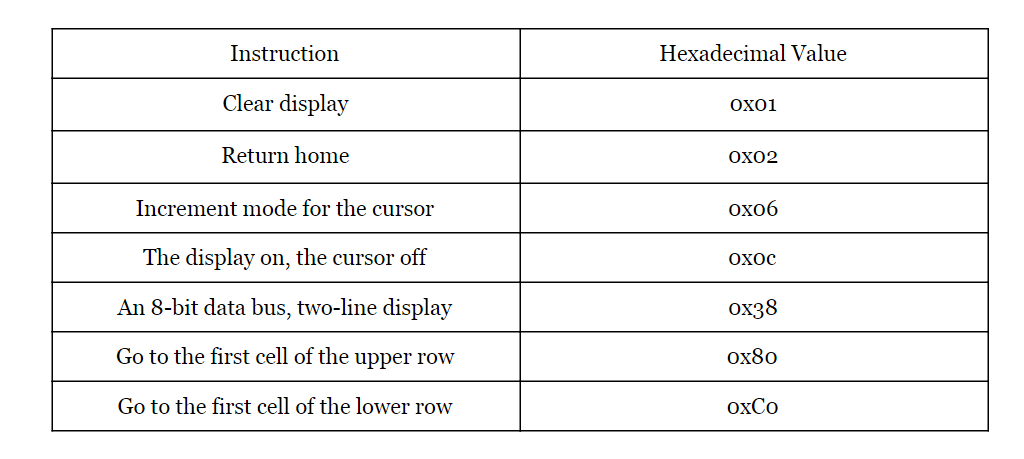 Instruction Hexadecimal Value
Clear display 0x01
Return home 0x02
Increment mode for the cursor 0x06
The display on, the cursor off 0x0c
An 8-bit data bus, two-line display 0x38
Go to the first cell of the upper row 0x80
Go to the first cell of the lower row 0xC0